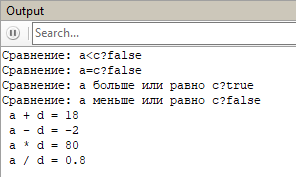 Output
Search...
Сравнение: a<c?false
Сравнение: a=c?false
Сравнение: a больше или равно c?true
Сравнение: a меньше или равно c?false
a + d = 18
a - d = -2
a * d = 80
a / d = 0.8